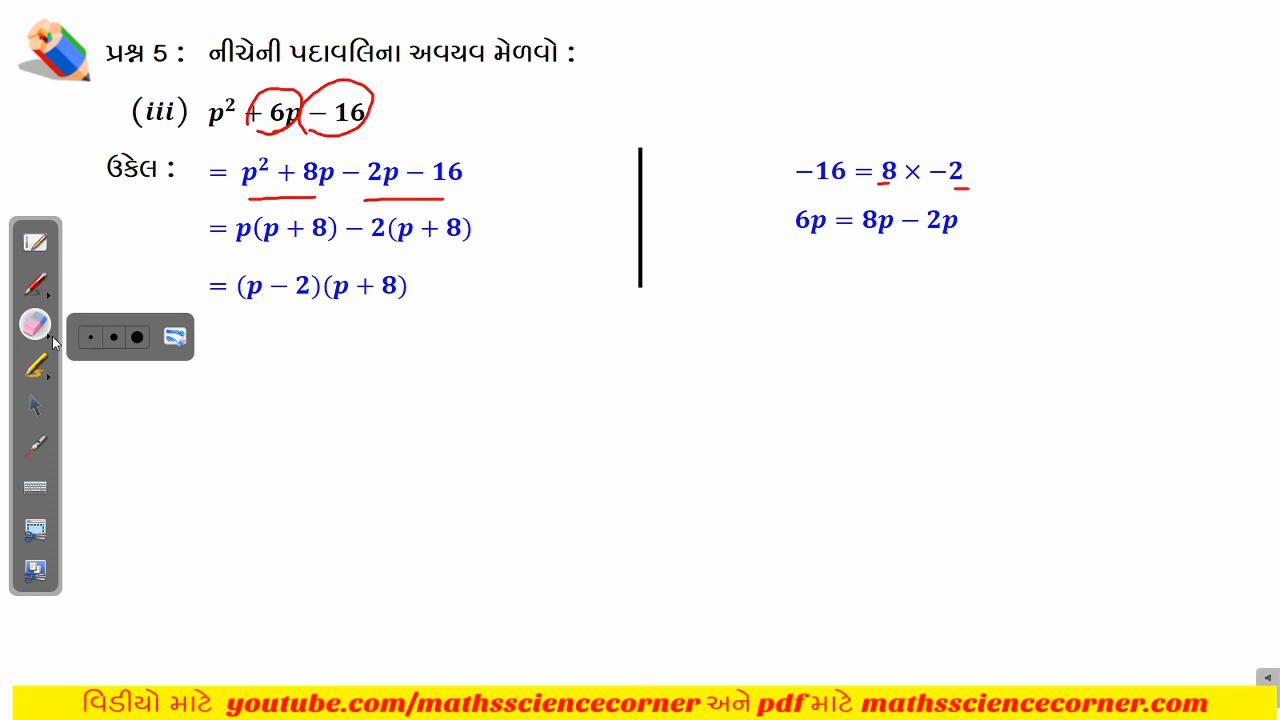 પ્રશ્ન 5 : નીચેની પદાવલિના અવયવ મેળવો :
(iii) p² + 6p − 16
ઉકેલ : = p² + 8p − 2p − 16
= p(p + 8) − 2(p + 8)
= (p − 2)(p + 8)
−16 = 8 × −2
6p = 8p − 2p
વિડીયો માટે youtube.com/mathssciencecorner અને pdf માટે mathssciencecorner.com